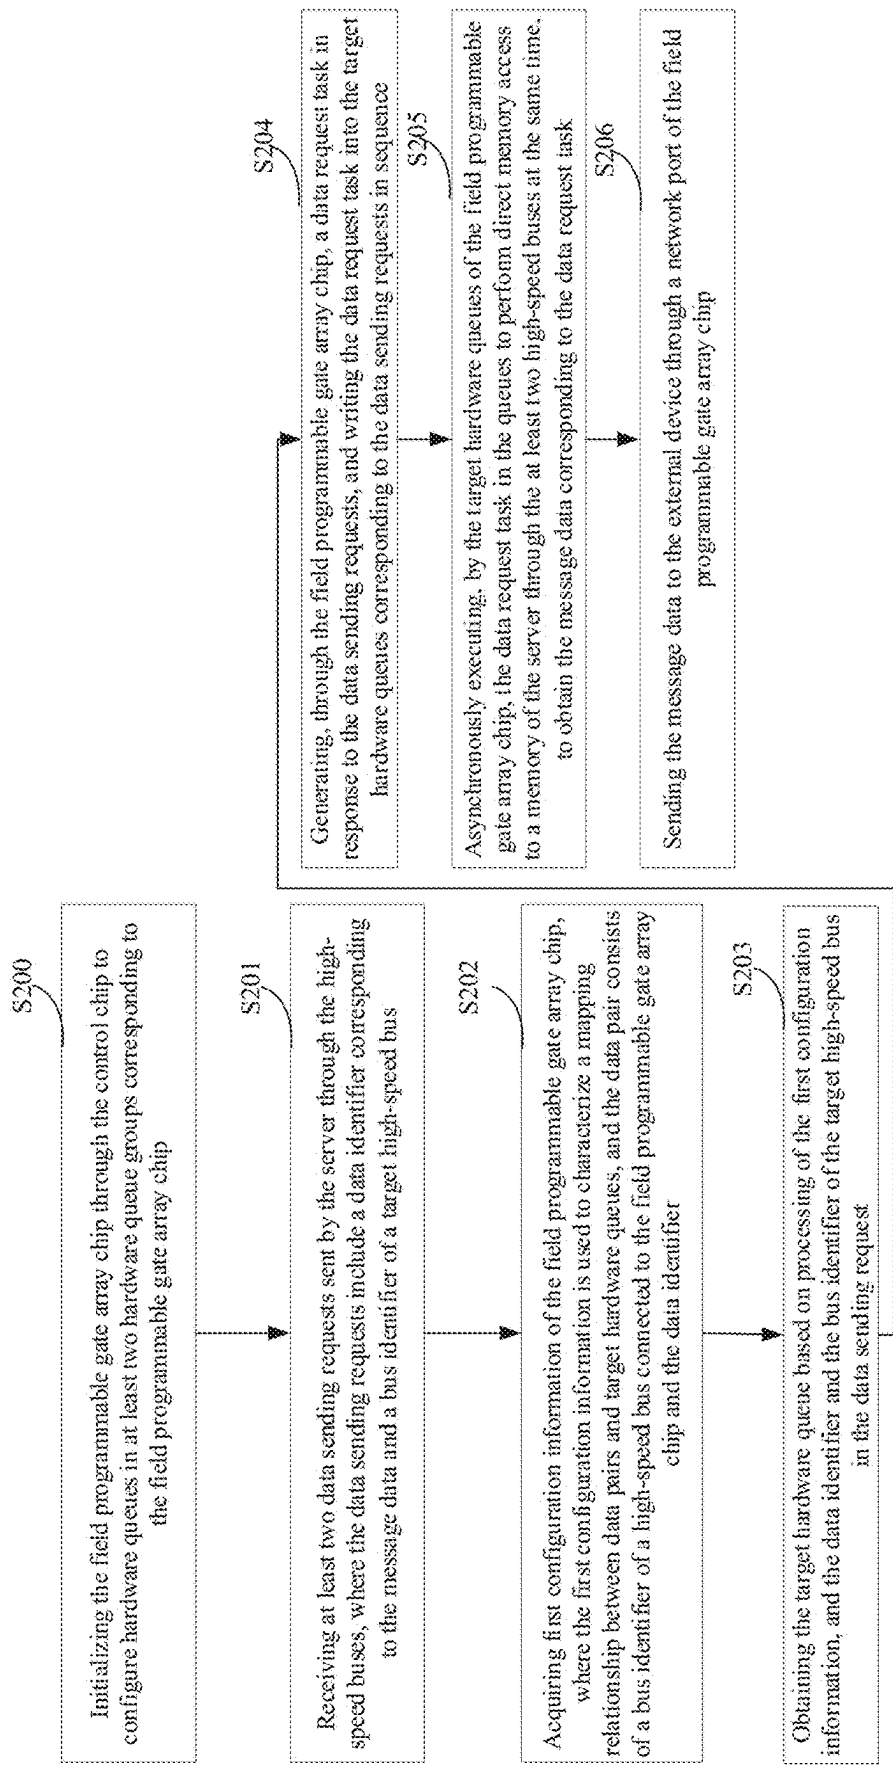 S200
Initializing the field programmable gate array chip through the control chip to
configure hardware queues in at least two hardware queue groups corresponding to
the field programmable gate array chip
S201
Receiving at least two data sending requests sent by the server through the high-
speed buses, where the data sending requests include a data identifier corresponding
to the message data and a bus identifier of a target high-speed bus
S202
Acquiring first configuration information of the field programmable gate array chip,
where the first configuration information is used to characterize a mapping
relationship between data pairs and target hardware queues, and the data pair consists
of a bus identifier of a high-speed bus connected to the field programmable gate array
chip and the data identifier
S203
Obtaining the target hardware queue based on processing of the first configuration
information, and the data identifier and the bus identifier of the target high-speed bus
in the data sending request
S204
Generating, through the field programmable gate array chip, a data request task in
response to the data sending requests, and writing the data request task into the target
hardware queues corresponding to the data sending requests in sequence
S205
Asynchronously executing, by the target hardware queues of the field programmable
gate array chip, the data request task in the queues to perform direct memory access
to a memory of the server through the at least two high-speed buses at the same time,
to obtain the message data corresponding to the data request task
S206
Sending the message data to the external device through a network port of the field
programmable gate array chip